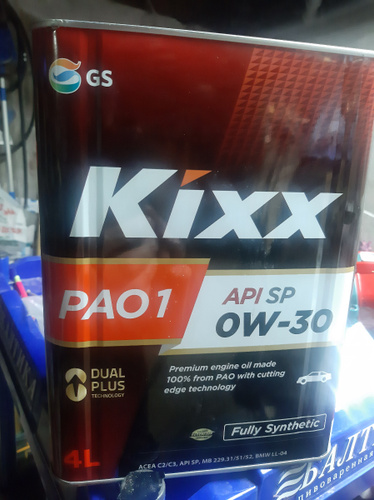 GS
Kixx
PAO 1
API SP
0W-30
DUAL
PLUS
TECHNOLOGY
Premium engine oil made
100% from PAO with cutting
edge technology
Fully Synthetic
4L
ACEA C2/C3, API SP, MB 229.31/51/52, BMW LL-04
БАЛТ
пивоваренная